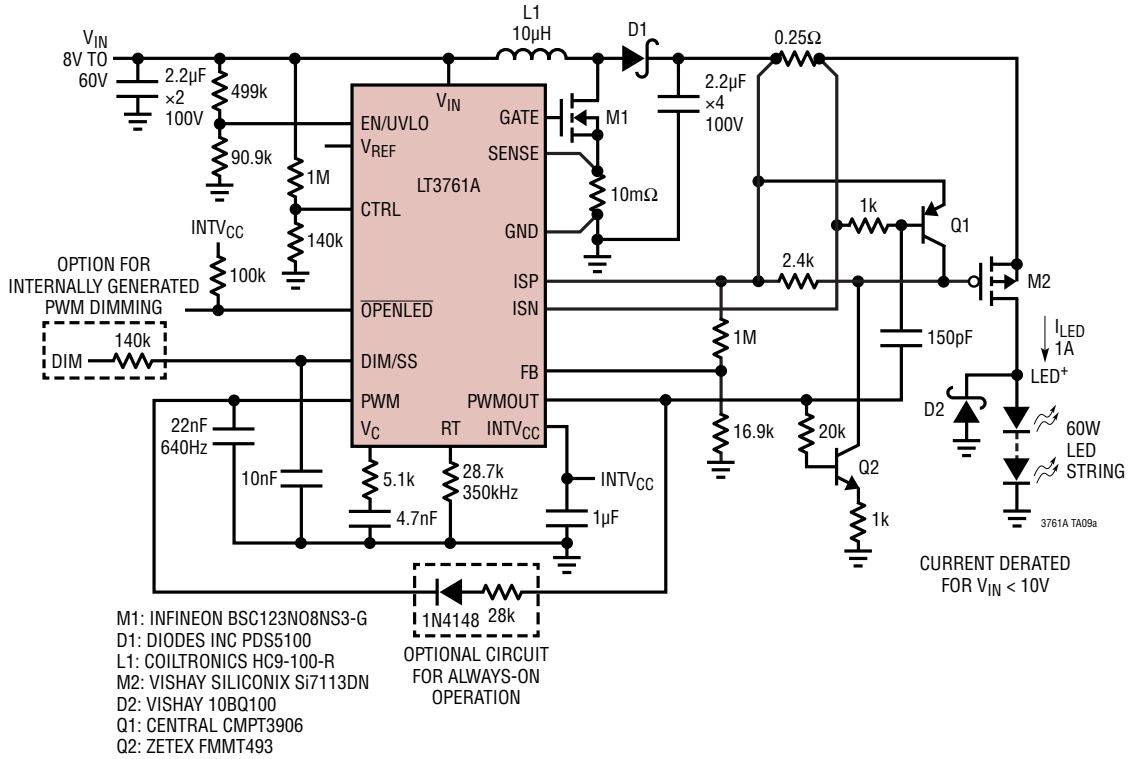 L1
10µH
D1
0.25Ω
VIN
8V TO
60V
2.2µF
×2
100V
499k
90.9k
1M
140k
INTVCC
100k
OPTION FOR
INTERNALLY GENERATED
PWM DIMMING
DIM
140k
VIN
EN/UVLO
VREF
LT3761A
CTRL
OPENLED
DIM/SS
PWM
VC
RT
INTVCC
GATE
SENSE
GND
ISP
ISN
FB
PWMOUT
M1
10mΩ
2.2µF
×4
100V
1k
Q1
2.4k
M2
1M
150pF
ILED
1A
LED+
D2
60W
LED
STRING
16.9k
20k
Q2
1k
3761A TA09a
22nF
640Hz
10nF
5.1k
4.7nF
28.7k
350kHz
INTVCC
1µF
CURRENT DERATED
FOR VIN < 10V
1N4148
28k
OPTIONAL CIRCUIT
FOR ALWAYS-ON
OPERATION
M1: INFINEON BSC123NO8NS3-G
D1: DIODES INC PDS5100
L1: COILTRONICS HC9-100-R
M2: VISHAY SILICONIX Si7113DN
D2: VISHAY 10BQ100
Q1: CENTRAL CMPT3906
Q2: ZETEX FMMT493